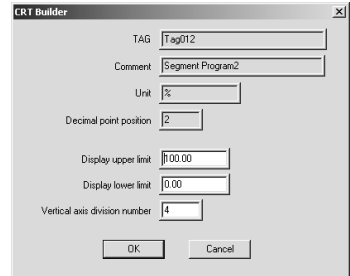 CRT Builder
TAG Tag012
Comment Segment Program2
Unit %
Decimal point position 2
Display upper limit 100.00
Display lower limit 0.00
Vertical axis division number 4
OK Cancel